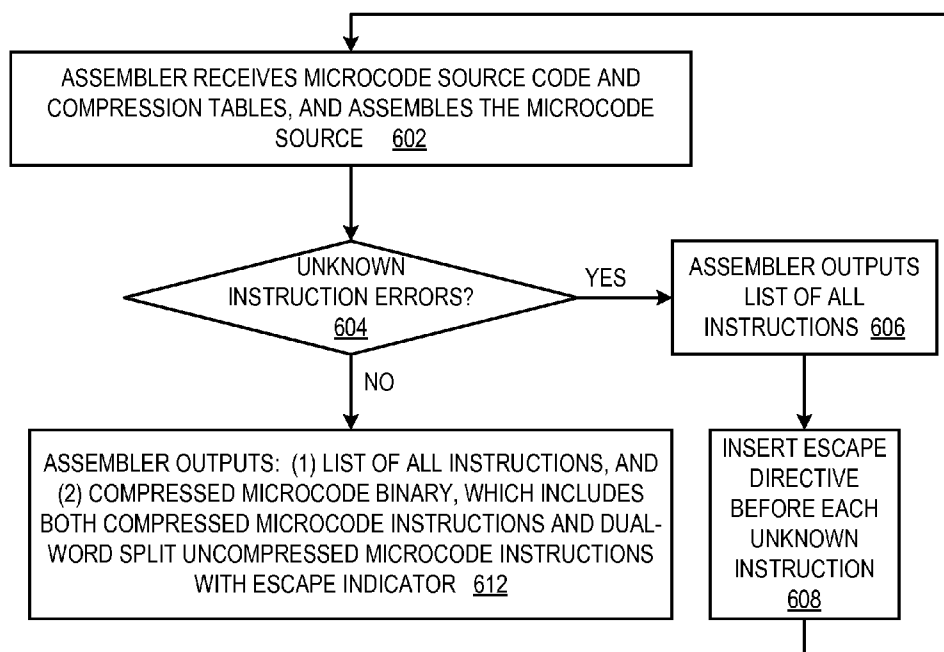 ASSEMBLER RECEIVES MICROCODE SOURCE CODE AND
COMPRESSION TABLES, AND ASSEMBLES THE MICROCODE
SOURCE 602
UNKNOWN
INSTRUCTION ERRORS?
604
YES
NO
ASSEMBLER OUTPUTS
LIST OF ALL
INSTRUCTIONS 606
ASSEMBLER OUTPUTS: (1) LIST OF ALL INSTRUCTIONS, AND
(2) COMPRESSED MICROCODE BINARY, WHICH INCLUDES
BOTH COMPRESSED MICROCODE INSTRUCTIONS AND DUAL-
WORD SPLIT UNCOMPRESSED MICROCODE INSTRUCTIONS
WITH ESCAPE INDICATOR 612
INSERT ESCAPE
DIRECTIVE
BEFORE EACH
UNKNOWN
INSTRUCTION
608